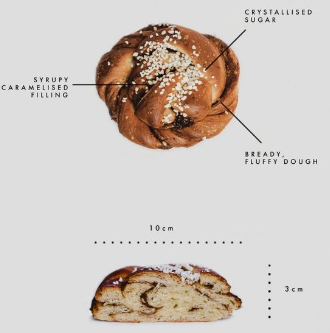 CRYSTALLISED
SUGAR
SYRUPY
CARAMELISED
FILLING
BREADY,
FLUFFY DOUGH
10cm
3cm